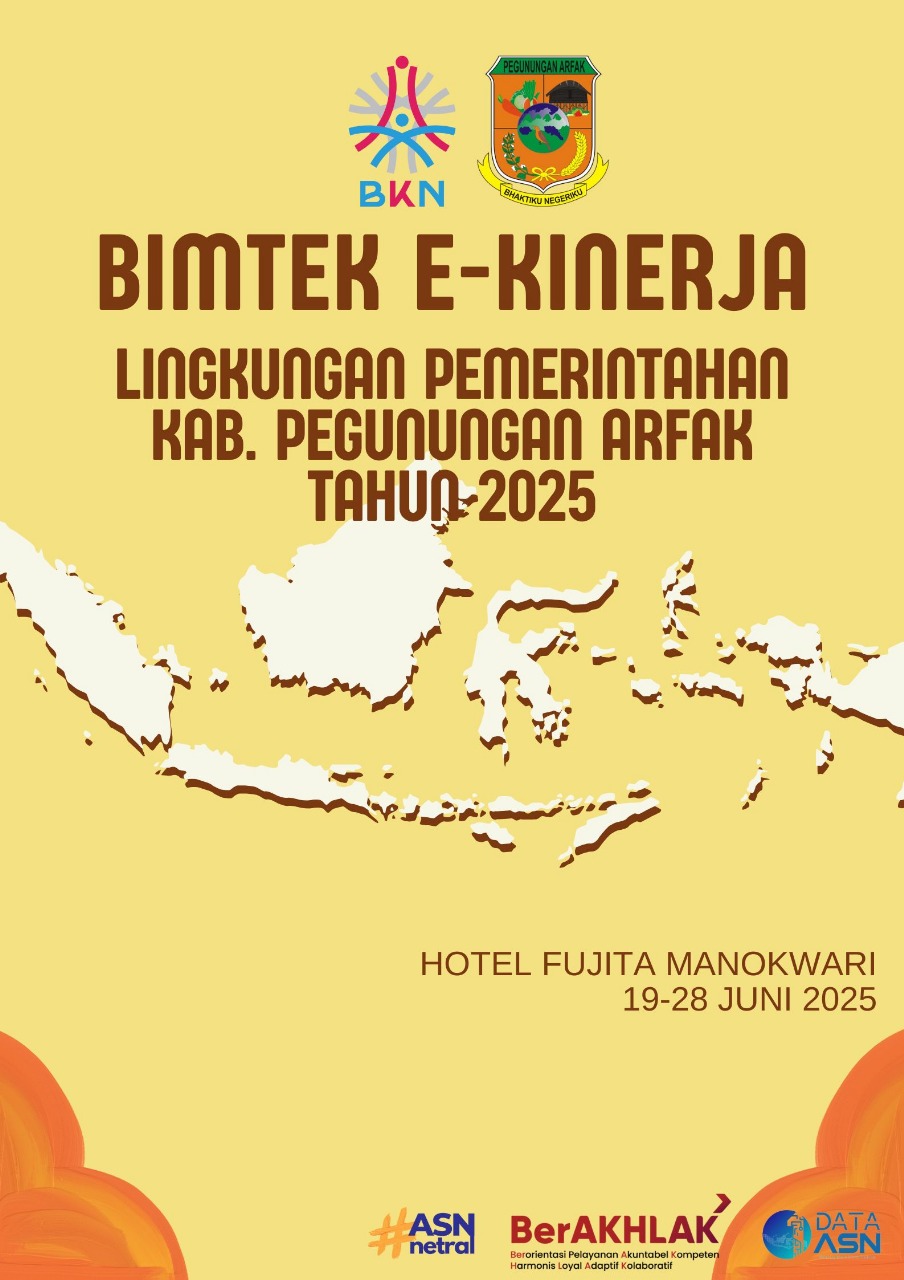 BKN
PEGUNUNGAN ARFAK
BHAKTIKU NEGERIKU
BIMTEK E-KINERJA
LINGKUNGAN PEMERINTAHAN
KAB. PEGUNUNGAN ARFAK
TAHUN 2025
HOTEL FUJITA MANOKWARI
19-28 JUNI 2025
#ASN
netral
BerAKHLAK
Berorientasi Pelayanan Akuntabel Kompeten
Harmonis Loyal Adaptif Kolaboratif
DATA
ASN